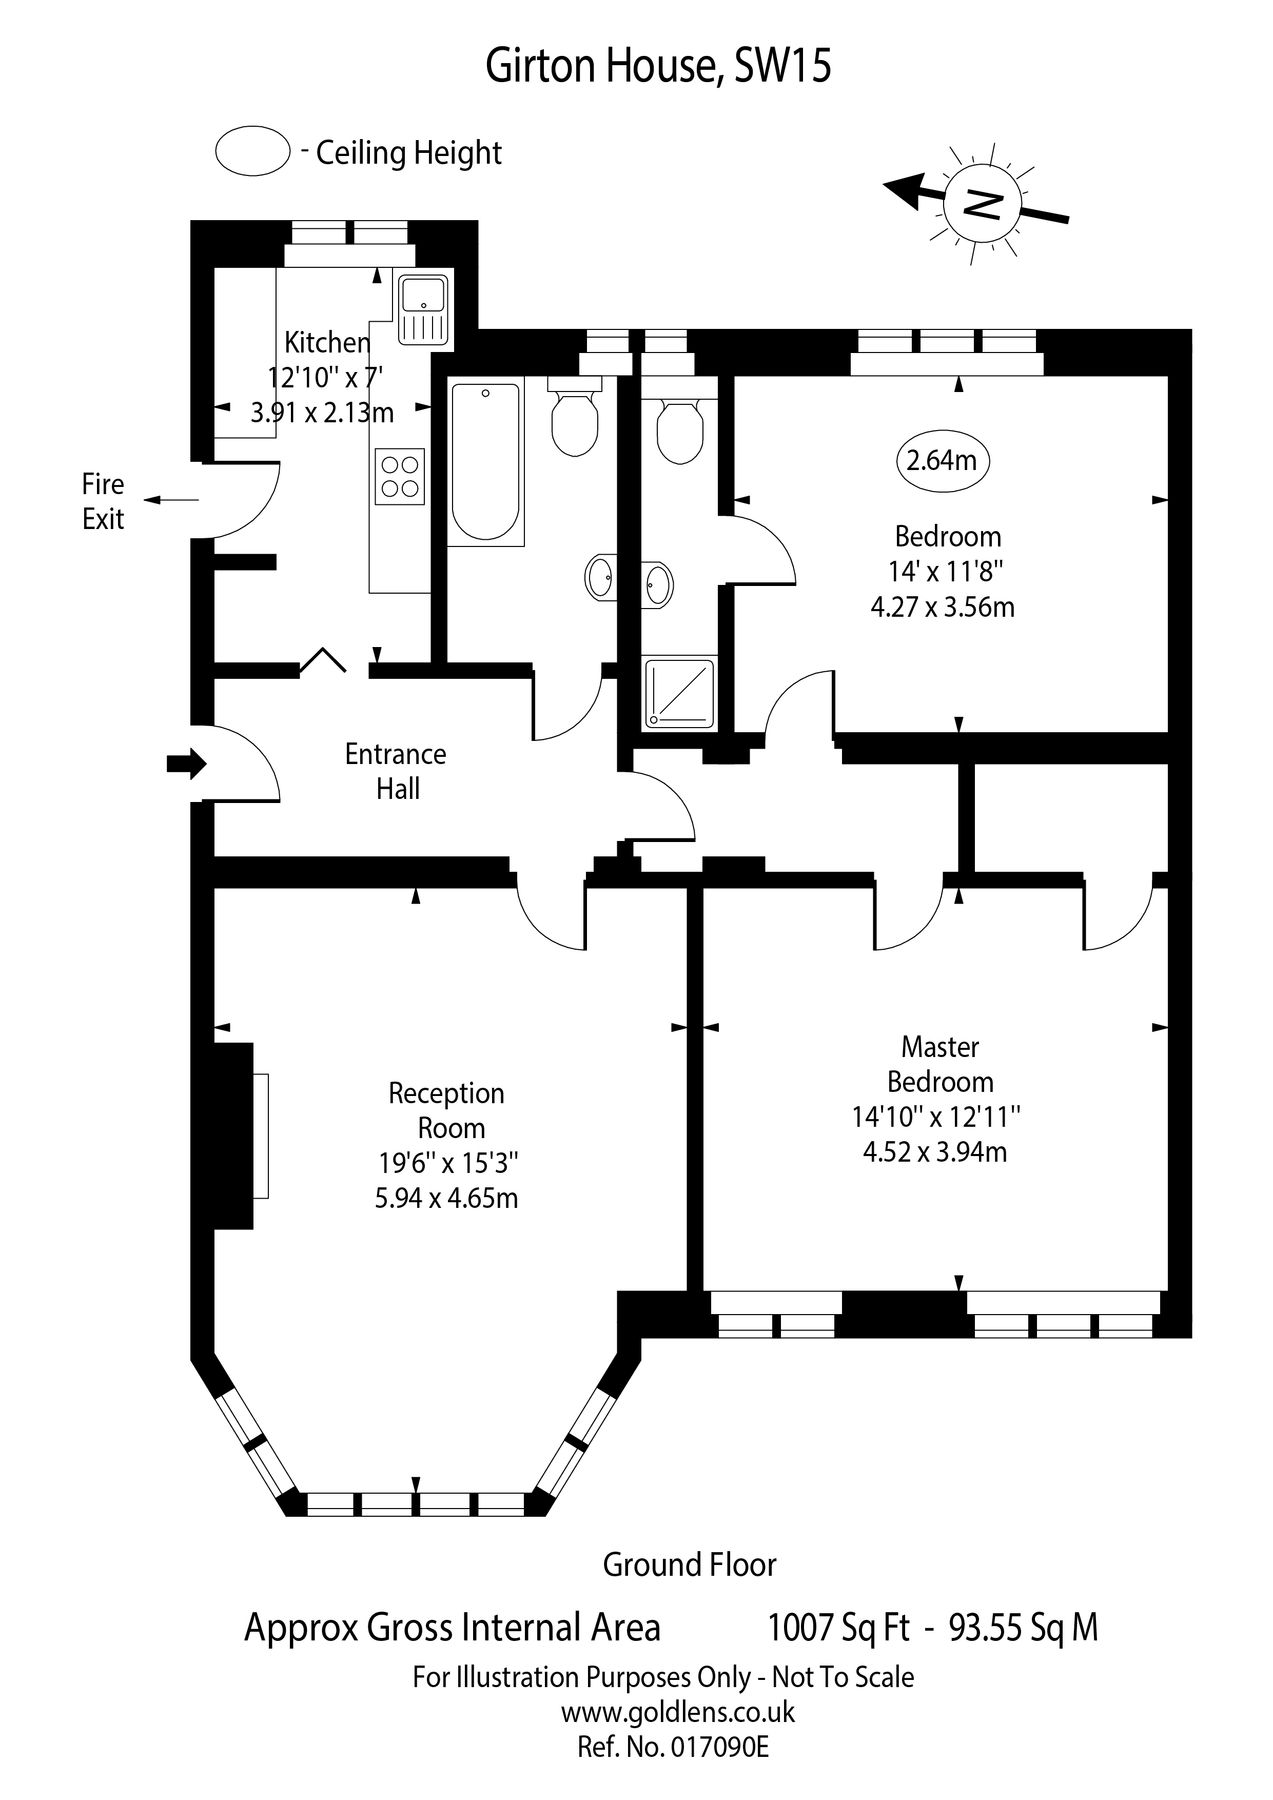 Girton House, SW15
- Ceiling Height
N
Kitchen
12'10" x 7'
3.91 x 2.13m
Fire
Exit
2.64m
Bedroom
14' x 11'8"
4.27 x 3.56m
Entrance
Hall
Master
Bedroom
14'10" x 12'11"
4.52 x 3.94m
Reception
Room
19'6" x 15'3"
5.94 x 4.65m
Ground Floor
Approx Gross Internal Area 1007 Sq Ft - 93.55 Sq M
For Illustration Purposes Only - Not To Scale
www.goldlens.co.uk
Ref. No. 017090E